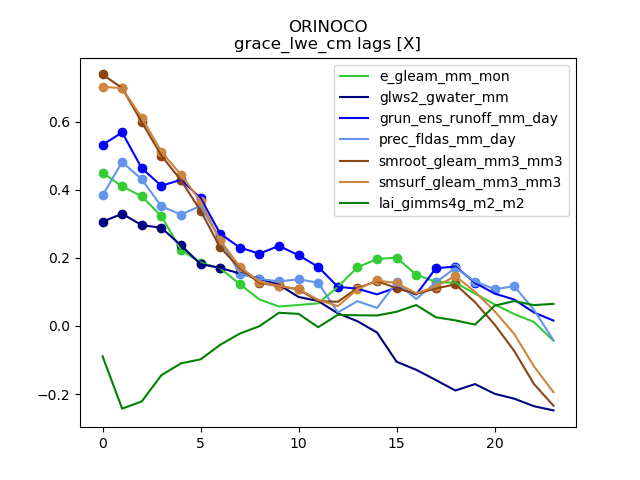 ORINOCO
grace_lwe_cm lags [X]
e_gleam_mm_mon
glws2_gwater_mm
grun_ens_runoff_mm_day
prec_fldas_mm_day
smroot_gleam_mm3_mm3
smsurf_gleam_mm3_mm3
lai_gimms4g_m2_m2
0.6
0.4
0.2
0.0
−0.2
0 5 10 15 20